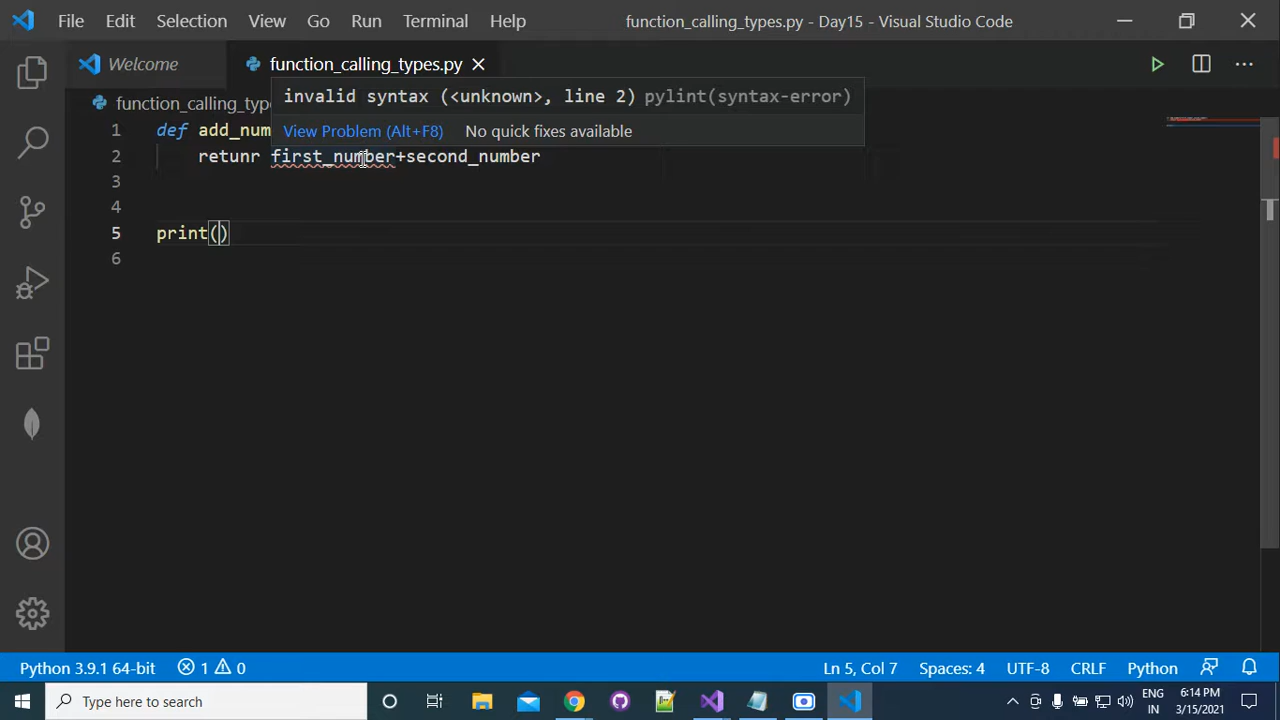 File Edit Selection View Go Run Terminal Help function_calling_types.py - Day15 - Visual Studio Code
Welcome function_calling_types.py
function_calling_type
invalid syntax (<unknown>, line 2) pylint(syntax-error)
View Problem (Alt+F8) No quick fixes available
1 def add_num
2 retunr first_number+second_number
3
4
5 print()
6
Python 3.9.1 64-bit 1 0 Ln 5, Col 7 Spaces: 4 UTF-8 CRLF Python
Type here to search ENG 6:14 PM
IN 3/15/2021